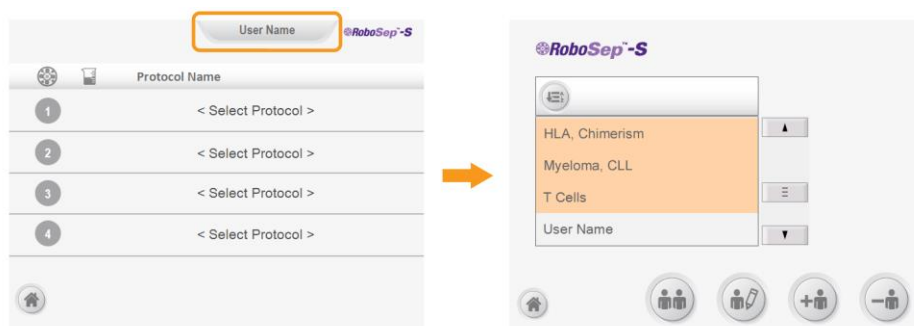 User Name
RoboSep™-S
Protocol Name
1 < Select Protocol >
2 < Select Protocol >
3 < Select Protocol >
4 < Select Protocol >
RoboSep™-S
HLA, Chimerism
Myeloma, CLL
T Cells
User Name